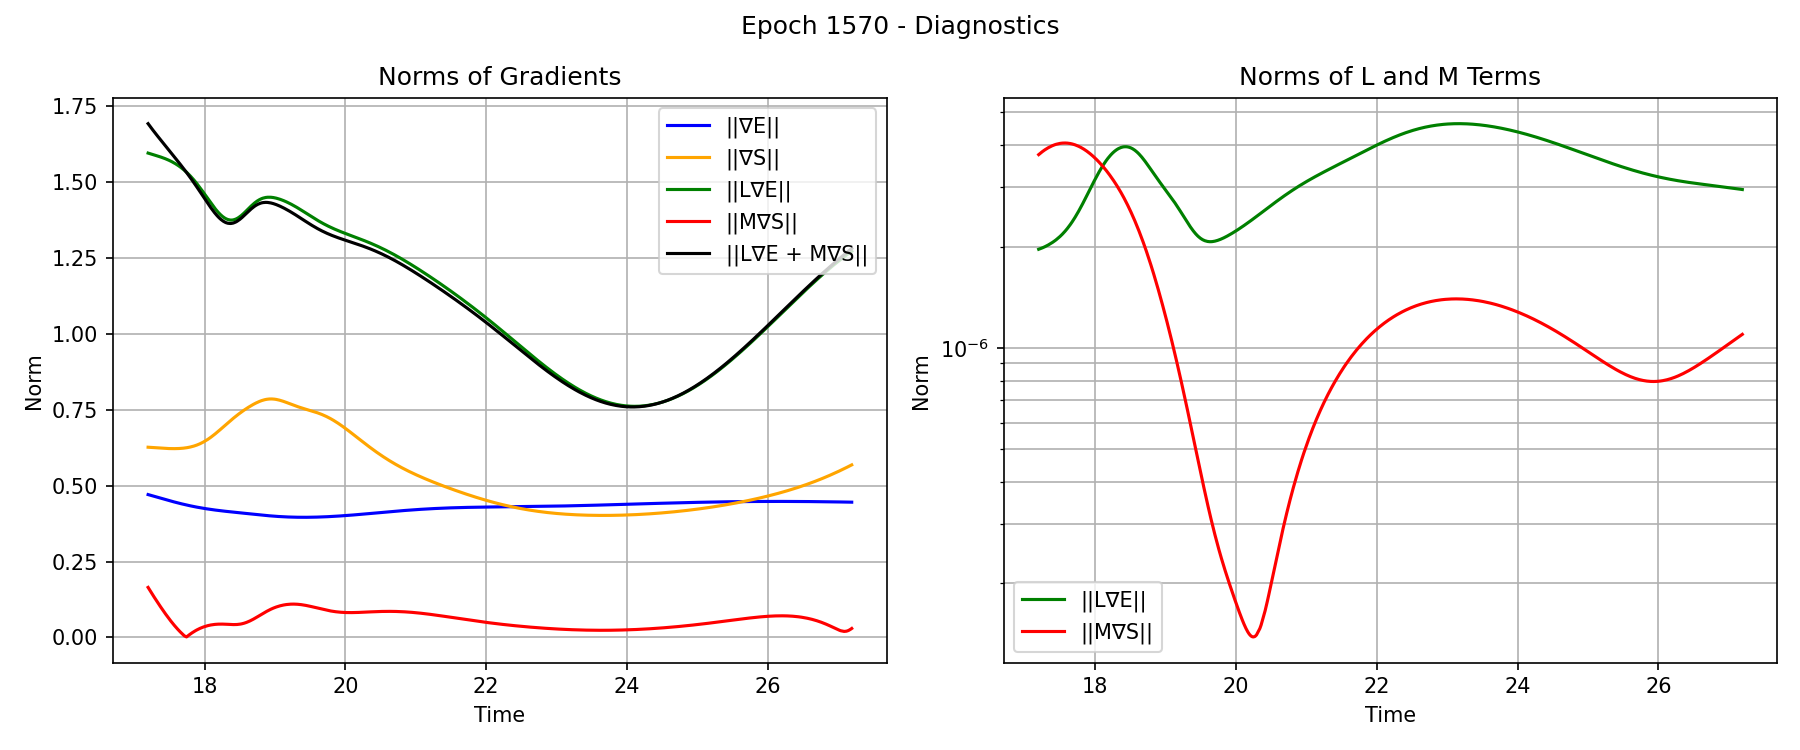 Epoch 1570 - Diagnostics
Norms of Gradients
1.75
1.50
1.25
1.00
0.75
0.50
0.25
0.00
Norm
18
20
22
24
26
Time
||∇E||
||∇S||
||L∇E||
||M∇S||
||L∇E + M∇S||
Norms of L and M Terms
10⁻⁶
Norm
18
20
22
24
26
Time
||L∇E||
||M∇S||